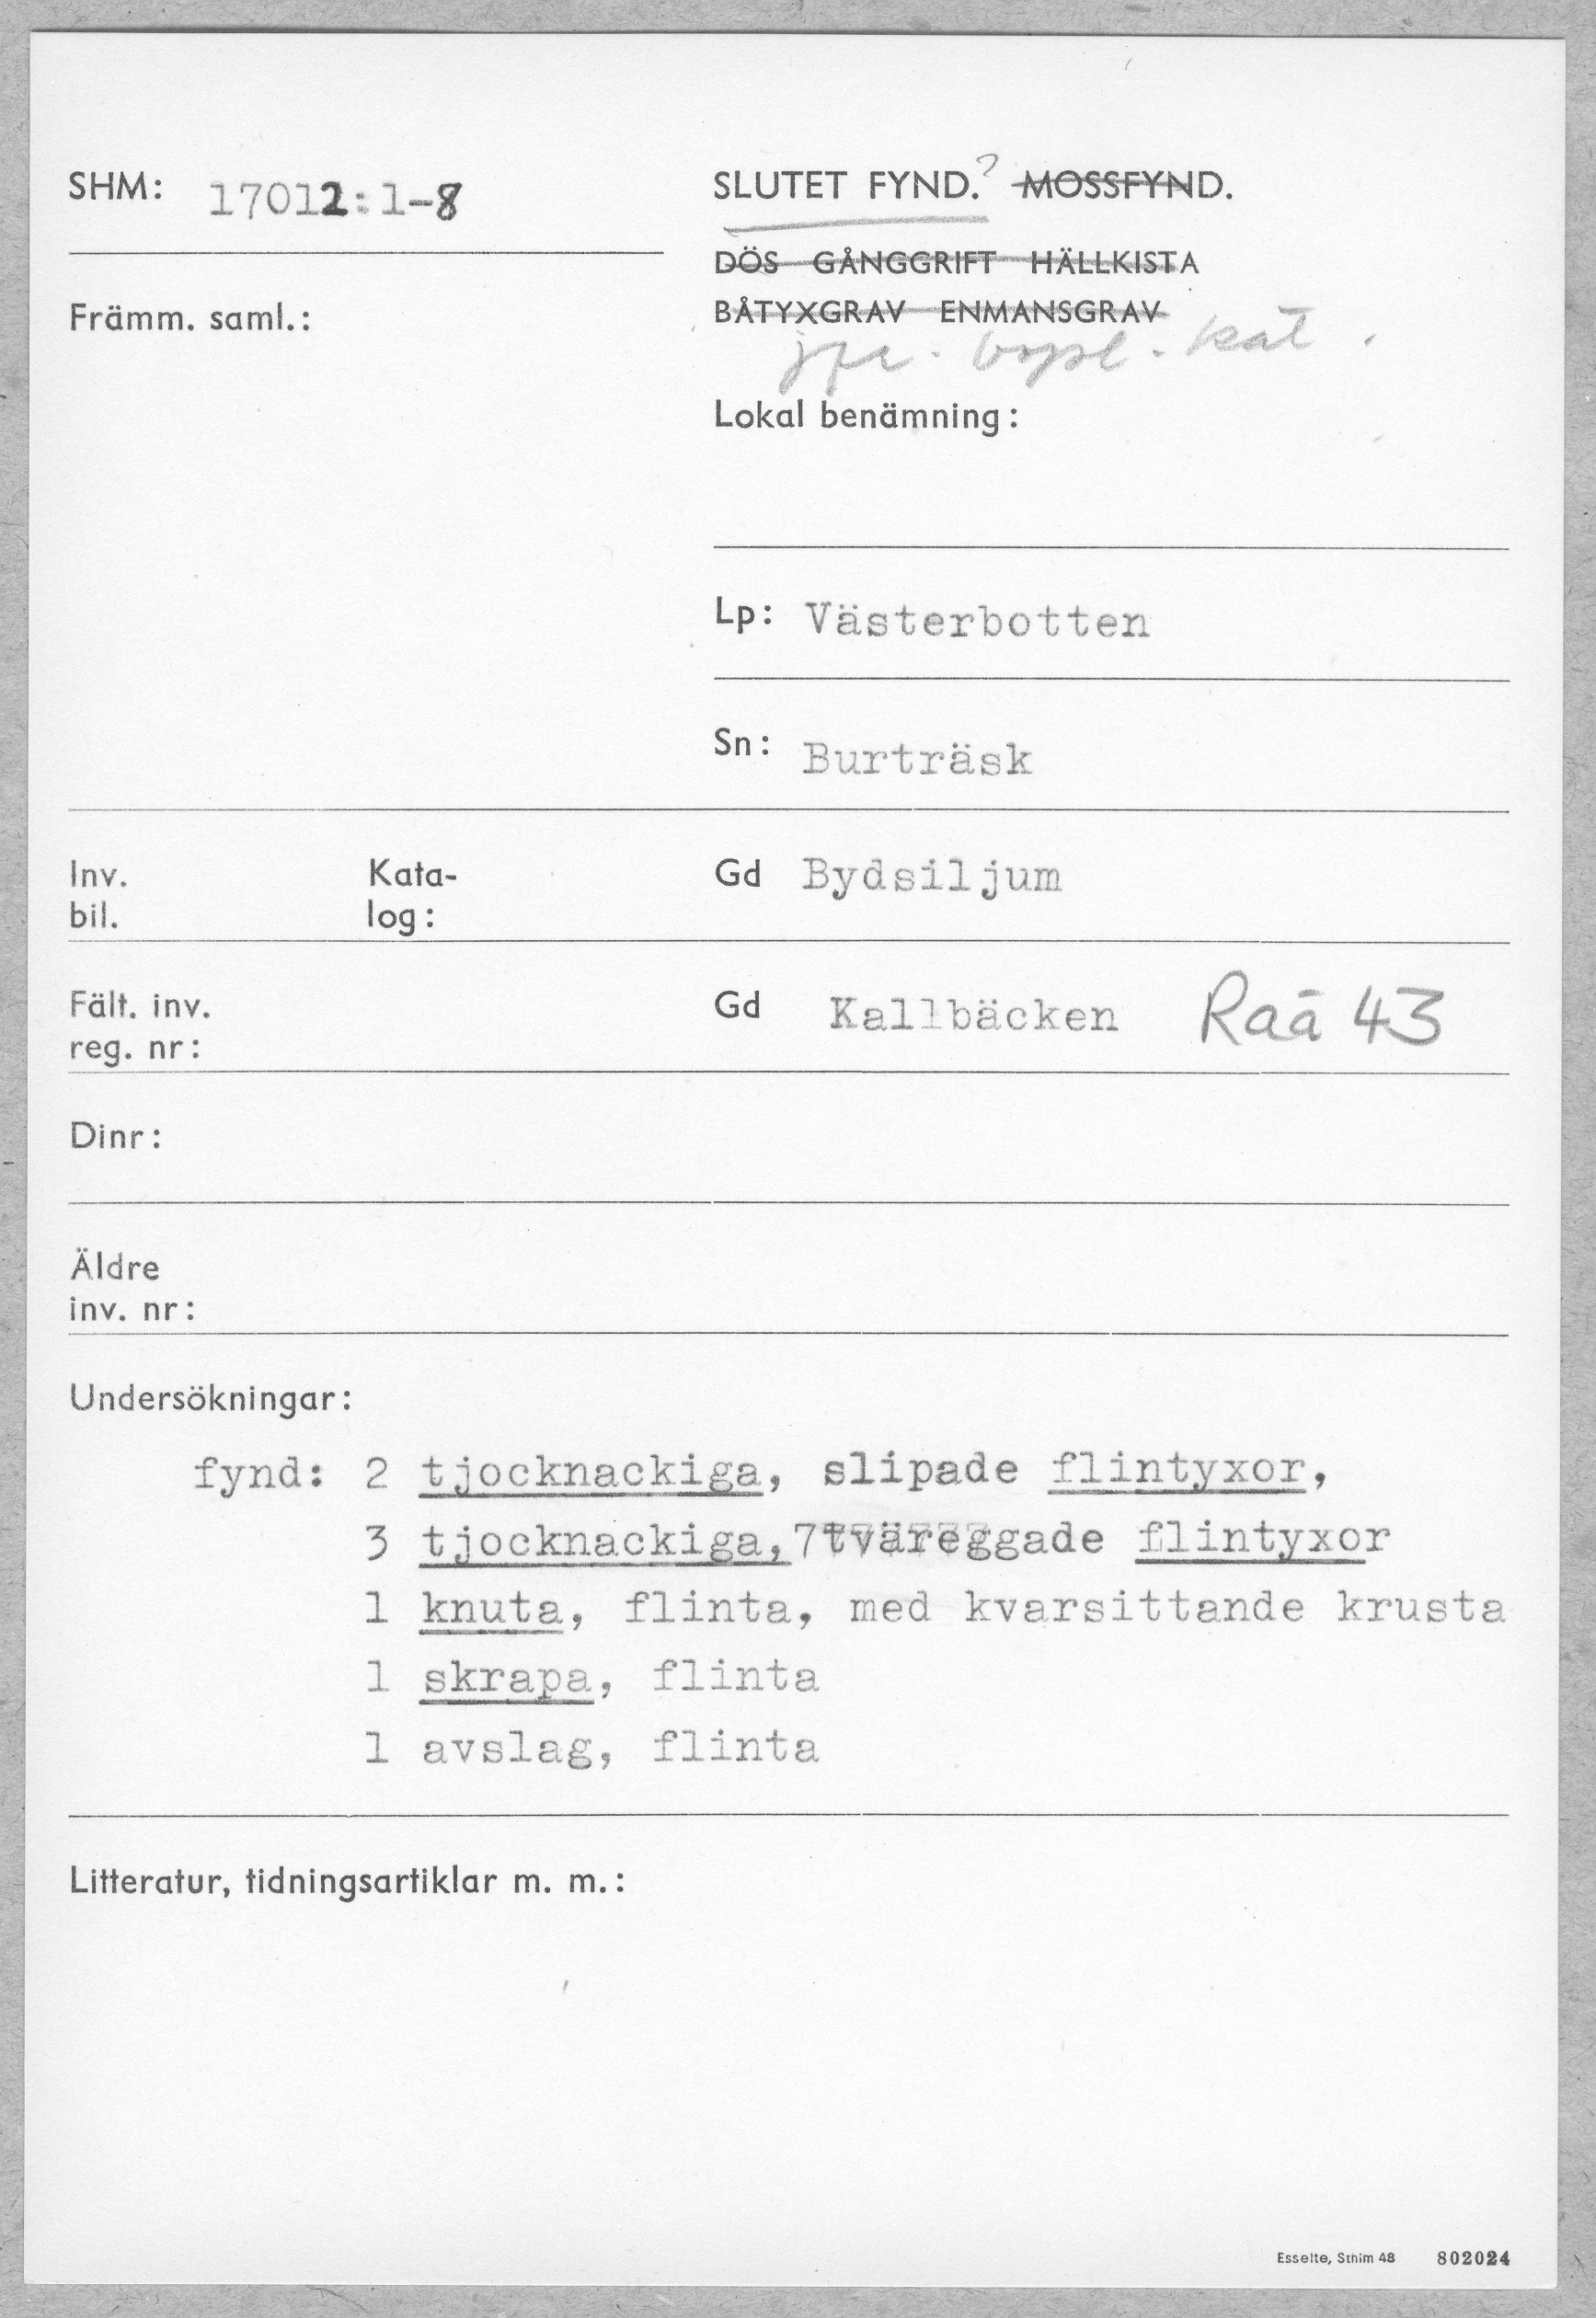 SHM: 17012:1-8
SLUTET FYND.? MOSSFYND.
DÖS GÅNGGRIFT HÄLLKISTA
BÅTYXGRAV ENMANSGRAV
Främm. saml.:
jfr. bopl. kat.
Lokal benämning:
Lp: Västerbotten
Sn: Burträsk
Inv. bil.
Kata-log:
Gd Bydsiljum
Fält. inv. reg. nr:
Gd Kallbäcken Raä 43
Dinr:
Äldre
inv. nr:
Undersökningar:
fynd: 2 tjocknackiga, slipade flintyxor,
3 tjocknackiga, tväreggade flintyxor
1 knuta, flinta, med kvarsittande krusta
1 skrapa, flinta
1 avslag, flinta
Litteratur, tidningsartiklar m. m.:
Esselte, Sthlm 48 802024